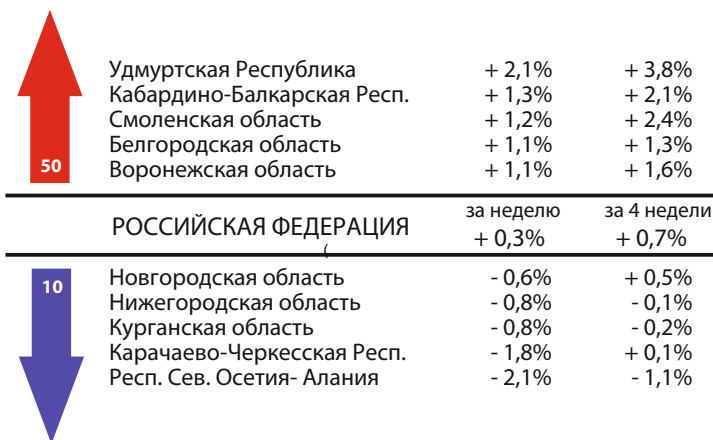 Удмуртская Республика + 2,1% + 3,8%
Кабардино-Балкарская Респ. + 1,3% + 2,1%
Смоленская область + 1,2% + 2,4%
Белгородская область + 1,1% + 1,3%
50 Воронежская область + 1,1% + 1,6%
за неделю за 4 недели
РОССИЙСКАЯ ФЕДЕРАЦИЯ + 0,3% + 0,7%
(
10 Новгородская область - 0,6% + 0,5%
Нижегородская область - 0,8% - 0,1%
Курганская область - 0,8% - 0,2%
Карачаево-Черкесская Респ. - 1,8% + 0,1%
Респ. Сев. Осетия- Алания - 2,1% - 1,1%